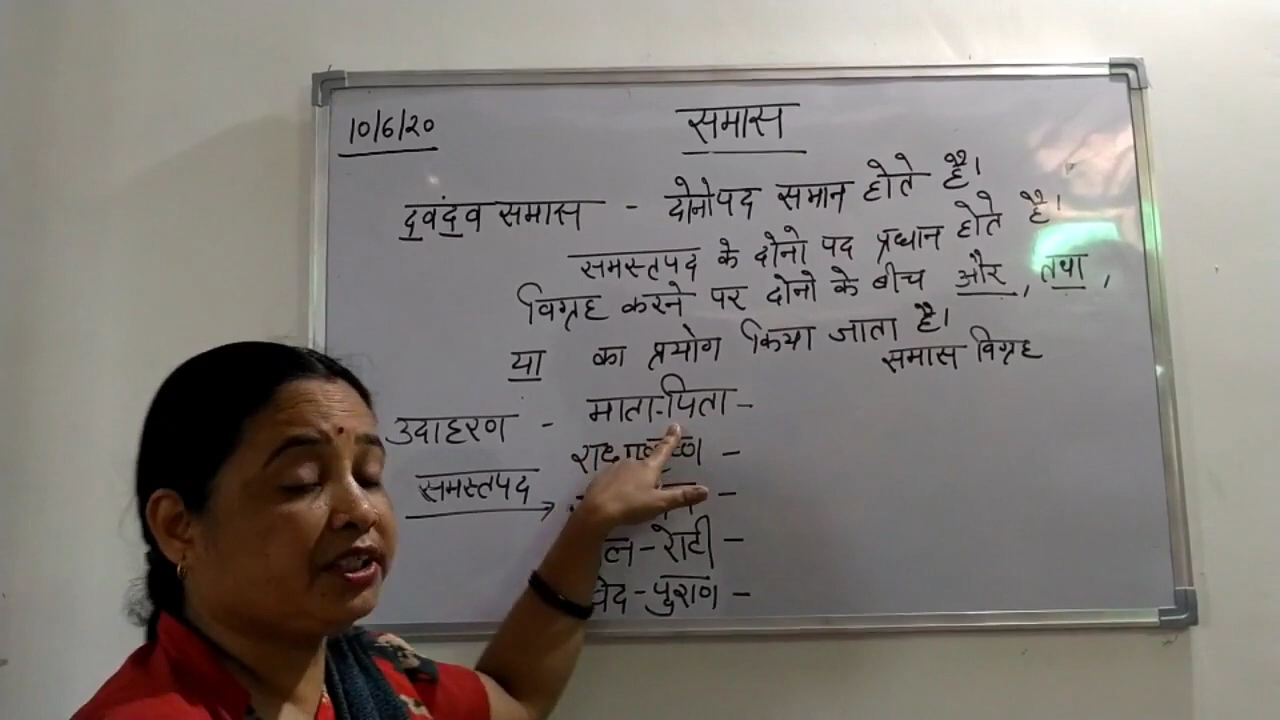 10/6/20
समास
द्वंद्व समास - दोनोपद समान होते है।
समस्तपद के दोनो पद प्रधान होते है।
विग्रह करने पर दोनो के बीच और, तथा,
या का प्रयोग किया जाता है।
समास विग्रह
उदाहरण - माता-पिता -
समस्तपद
रोटी -
वेद-पुराण -